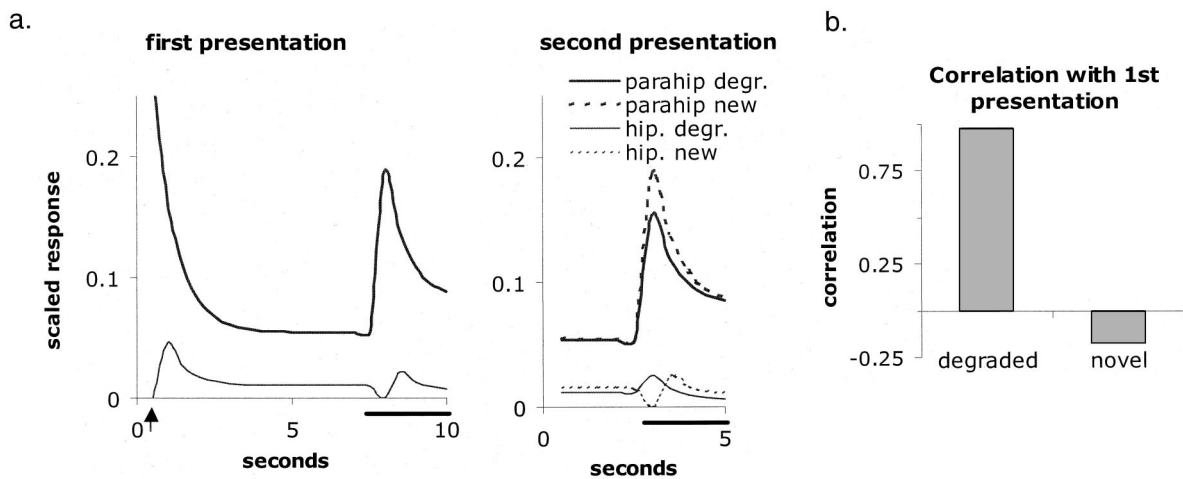 a.
first presentation
scaled response
0.2
0.1
0
0
5
10
seconds
second presentation
parahip degr.
parahip new
hip. degr.
hip. new
0.2
0.1
0
0
5
seconds
b.
Correlation with 1st
presentation
correlation
0.75
0.25
-0.25
degraded
novel